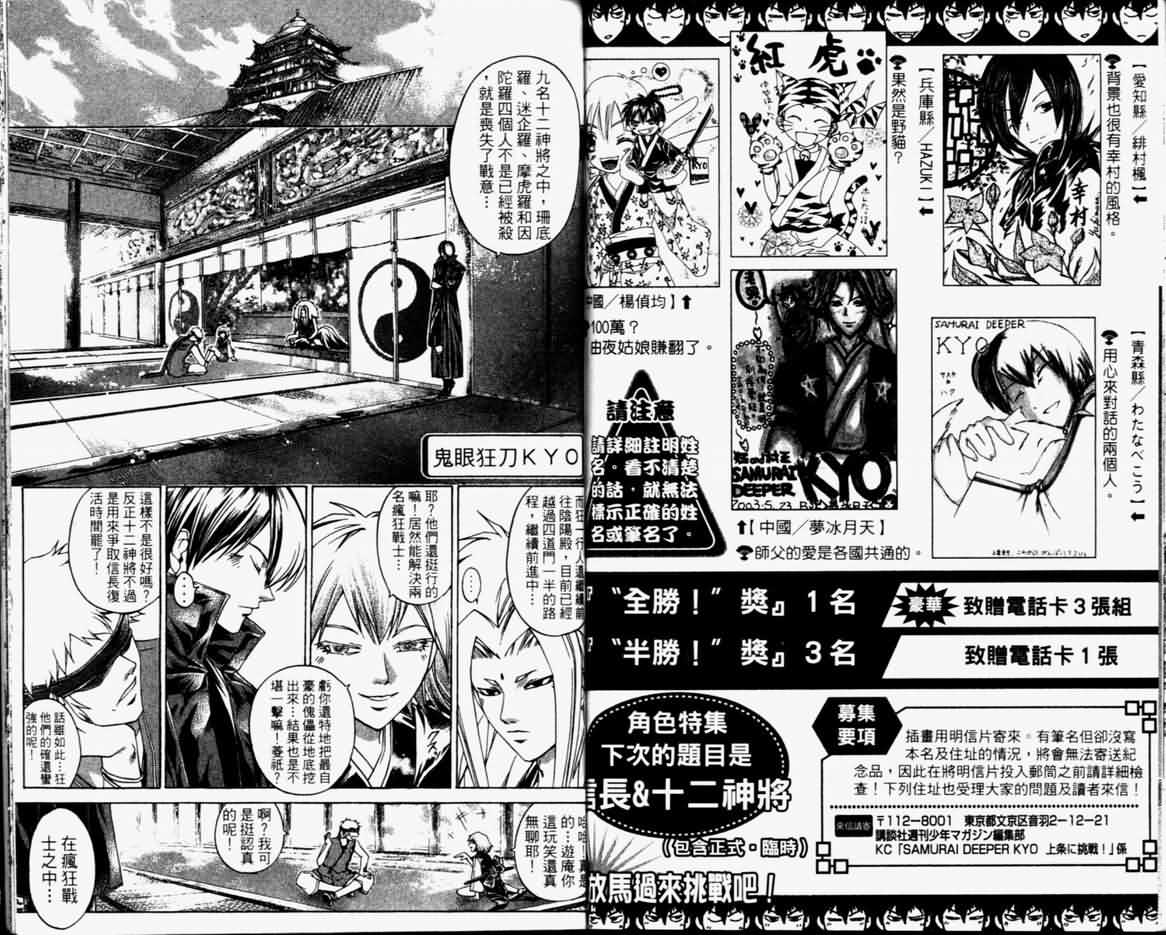 【愛知縣／緋村楓】⬅
背景也很有幸村的風格。
幸村
【兵庫縣／HAZUKI】⬅
果然是野貓？
紅虎
KYO
中國／楊偵均】⬆
100萬？
由夜姑娘賺翻了。
【青森縣／わたなべこう】⬅
用心來對話的兩個人。
SAMURAI DEEPER
KYO
SAMURAI
DEEPER
KYO
2003.5.23
⬆【中國／夢冰月天】
師父的愛是各國共通的。
請注意
請詳細註明姓
名。看不清楚
的話，就無法
標示正確的姓
名或筆名了。
“全勝！”獎』1名
豪華
致贈電話卡3張組
“半勝！”獎』3名
致贈電話卡1張
角色特集
下次的題目是
信長&十二神將
（包含正式・臨時）
放馬過來挑戰吧！
募集
要項
插畫用明信片寄來。有筆名但卻沒寫
本名及住址的情況，將會無法寄送紀
念品，因此在將明信片投入郵筒之前請詳細檢
查！下列住址也受理大家的問題及讀者來信！
來信請寄
〒112-8001 東京都文京区音羽2-12-21
講談社週刊少年マガジン編集部
KC「SAMURAI DEEPER KYO 上条に挑戦！」係
九名十二神將之中，珊底
羅、迷企羅、摩虎羅和因
陀羅四個人不是已經被殺
，就是喪失了戰意…
鬼眼狂刀KYO
而狂一行人這繼續前
往陰陽殿，目前已經
越過四道門一半的路
程，繼續前進中…
…
耶？他們還挺行的
嘛！居然能解決兩
名瘋狂戰士…
虧你還特地把最自
豪的傀儡從地底挖
出來…結果也是不
堪一擊嘛！菱祇？
…
這樣不是很好嗎？
反正十二神將不過
是用來爭取信長復
活時間罷了！
話雖如此…狂
他們的確還蠻
強的呢！
哈哈！真是
的…遊庵你
這玩笑還真
無聊耶！
啊？我可
是挺認真
的呢！
在瘋狂戰
士之中…